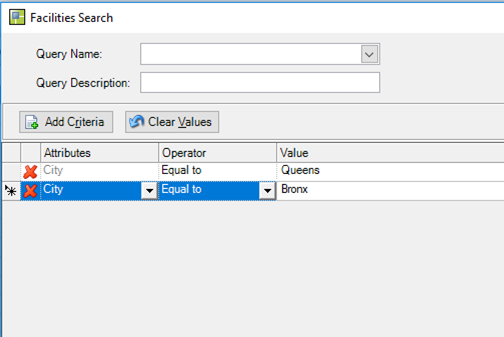 Facilities Search
Query Name:
Query Description:
Add Criteria Clear Values
Attributes Operator Value
City Equal to Queens
City Equal to Bronx